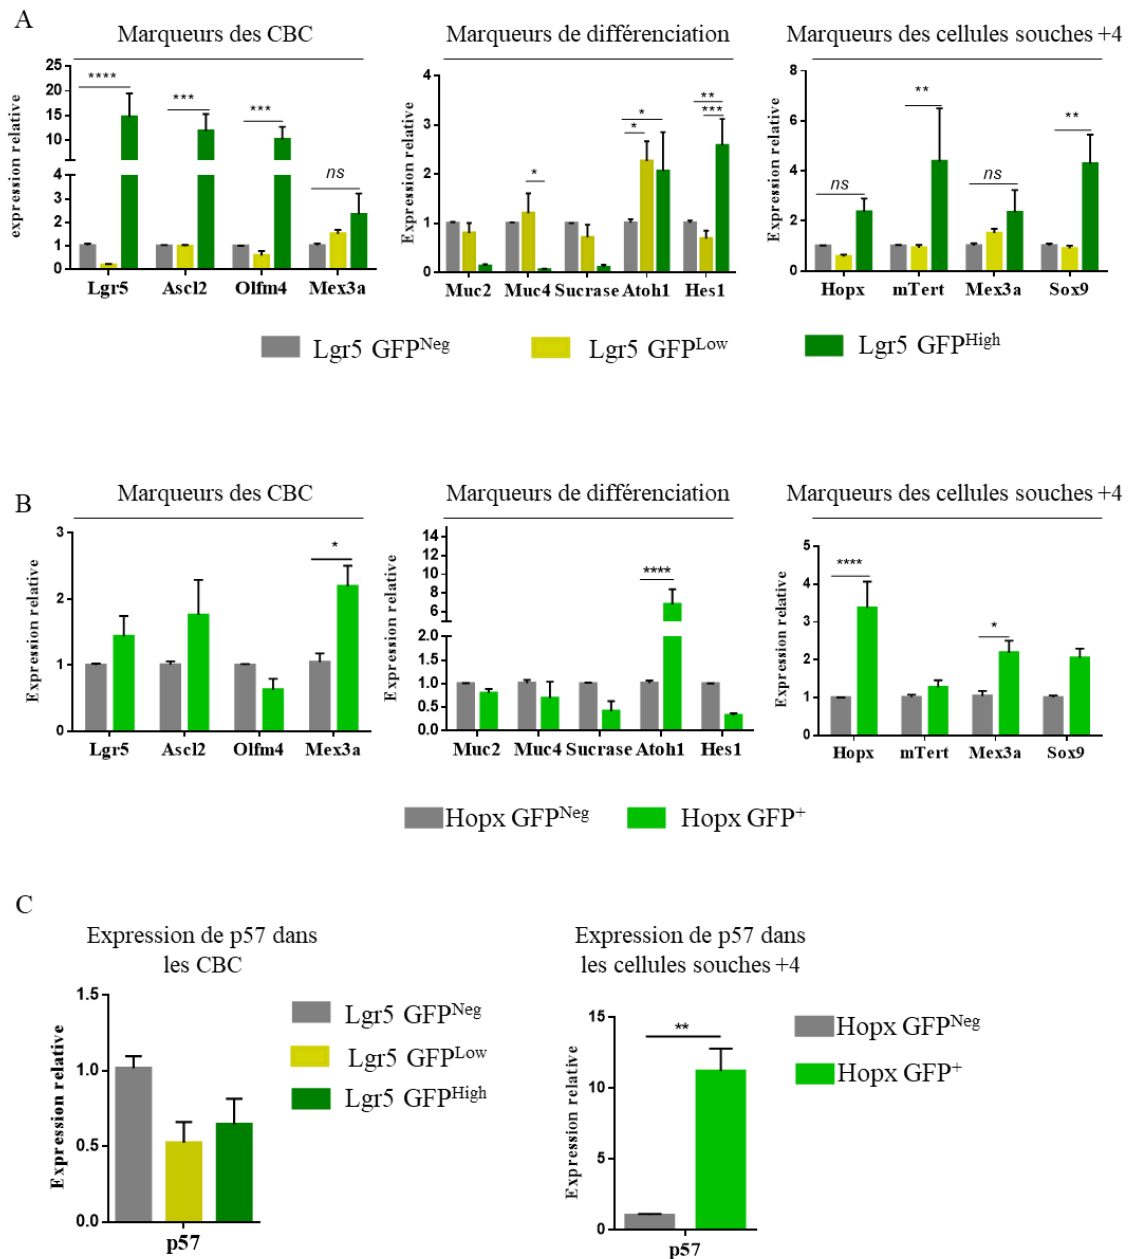 A
Marqueurs des CBC
Marqueurs de différenciation
Marqueurs des cellules souches +4
expression relative
25
20
15
10
5
4
3
2
1
0
****
***
***
ns
Lgr5 Ascl2 Olfm4 Mex3a
Expression relative
4
3
2
1
0
*
*
*
**
***
Muc2 Muc4 Sucrase Atoh1 Hes1
Expression relative
8
6
4
2
0
ns
**
ns
**
Hopx mTert Mex3a Sox9
Lgr5 GFPNeg
Lgr5 GFPLow
Lgr5 GFPHigh
B
Marqueurs des CBC
Marqueurs de différenciation
Marqueurs des cellules souches +4
Expression relative
3
2
1
0
*
Lgr5 Ascl2 Olfm4 Mex3a
Expression relative
14
12
10
8
6
2.0
1.5
1.0
0.5
0.0
****
Muc2 Muc4 Sucrase Atoh1 Hes1
Expression relative
5
4
3
2
1
0
****
*
Hopx mTert Mex3a Sox9
Hopx GFPNeg
Hopx GFP+
C
Expression de p57 dans
les CBC
Expression relative
1.5
1.0
0.5
0.0
p57
Lgr5 GFPNeg
Lgr5 GFPLow
Lgr5 GFPHigh
Expression de p57 dans
les cellules souches +4
Expression relative
15
10
5
0
**
p57
Hopx GFPNeg
Hopx GFP+